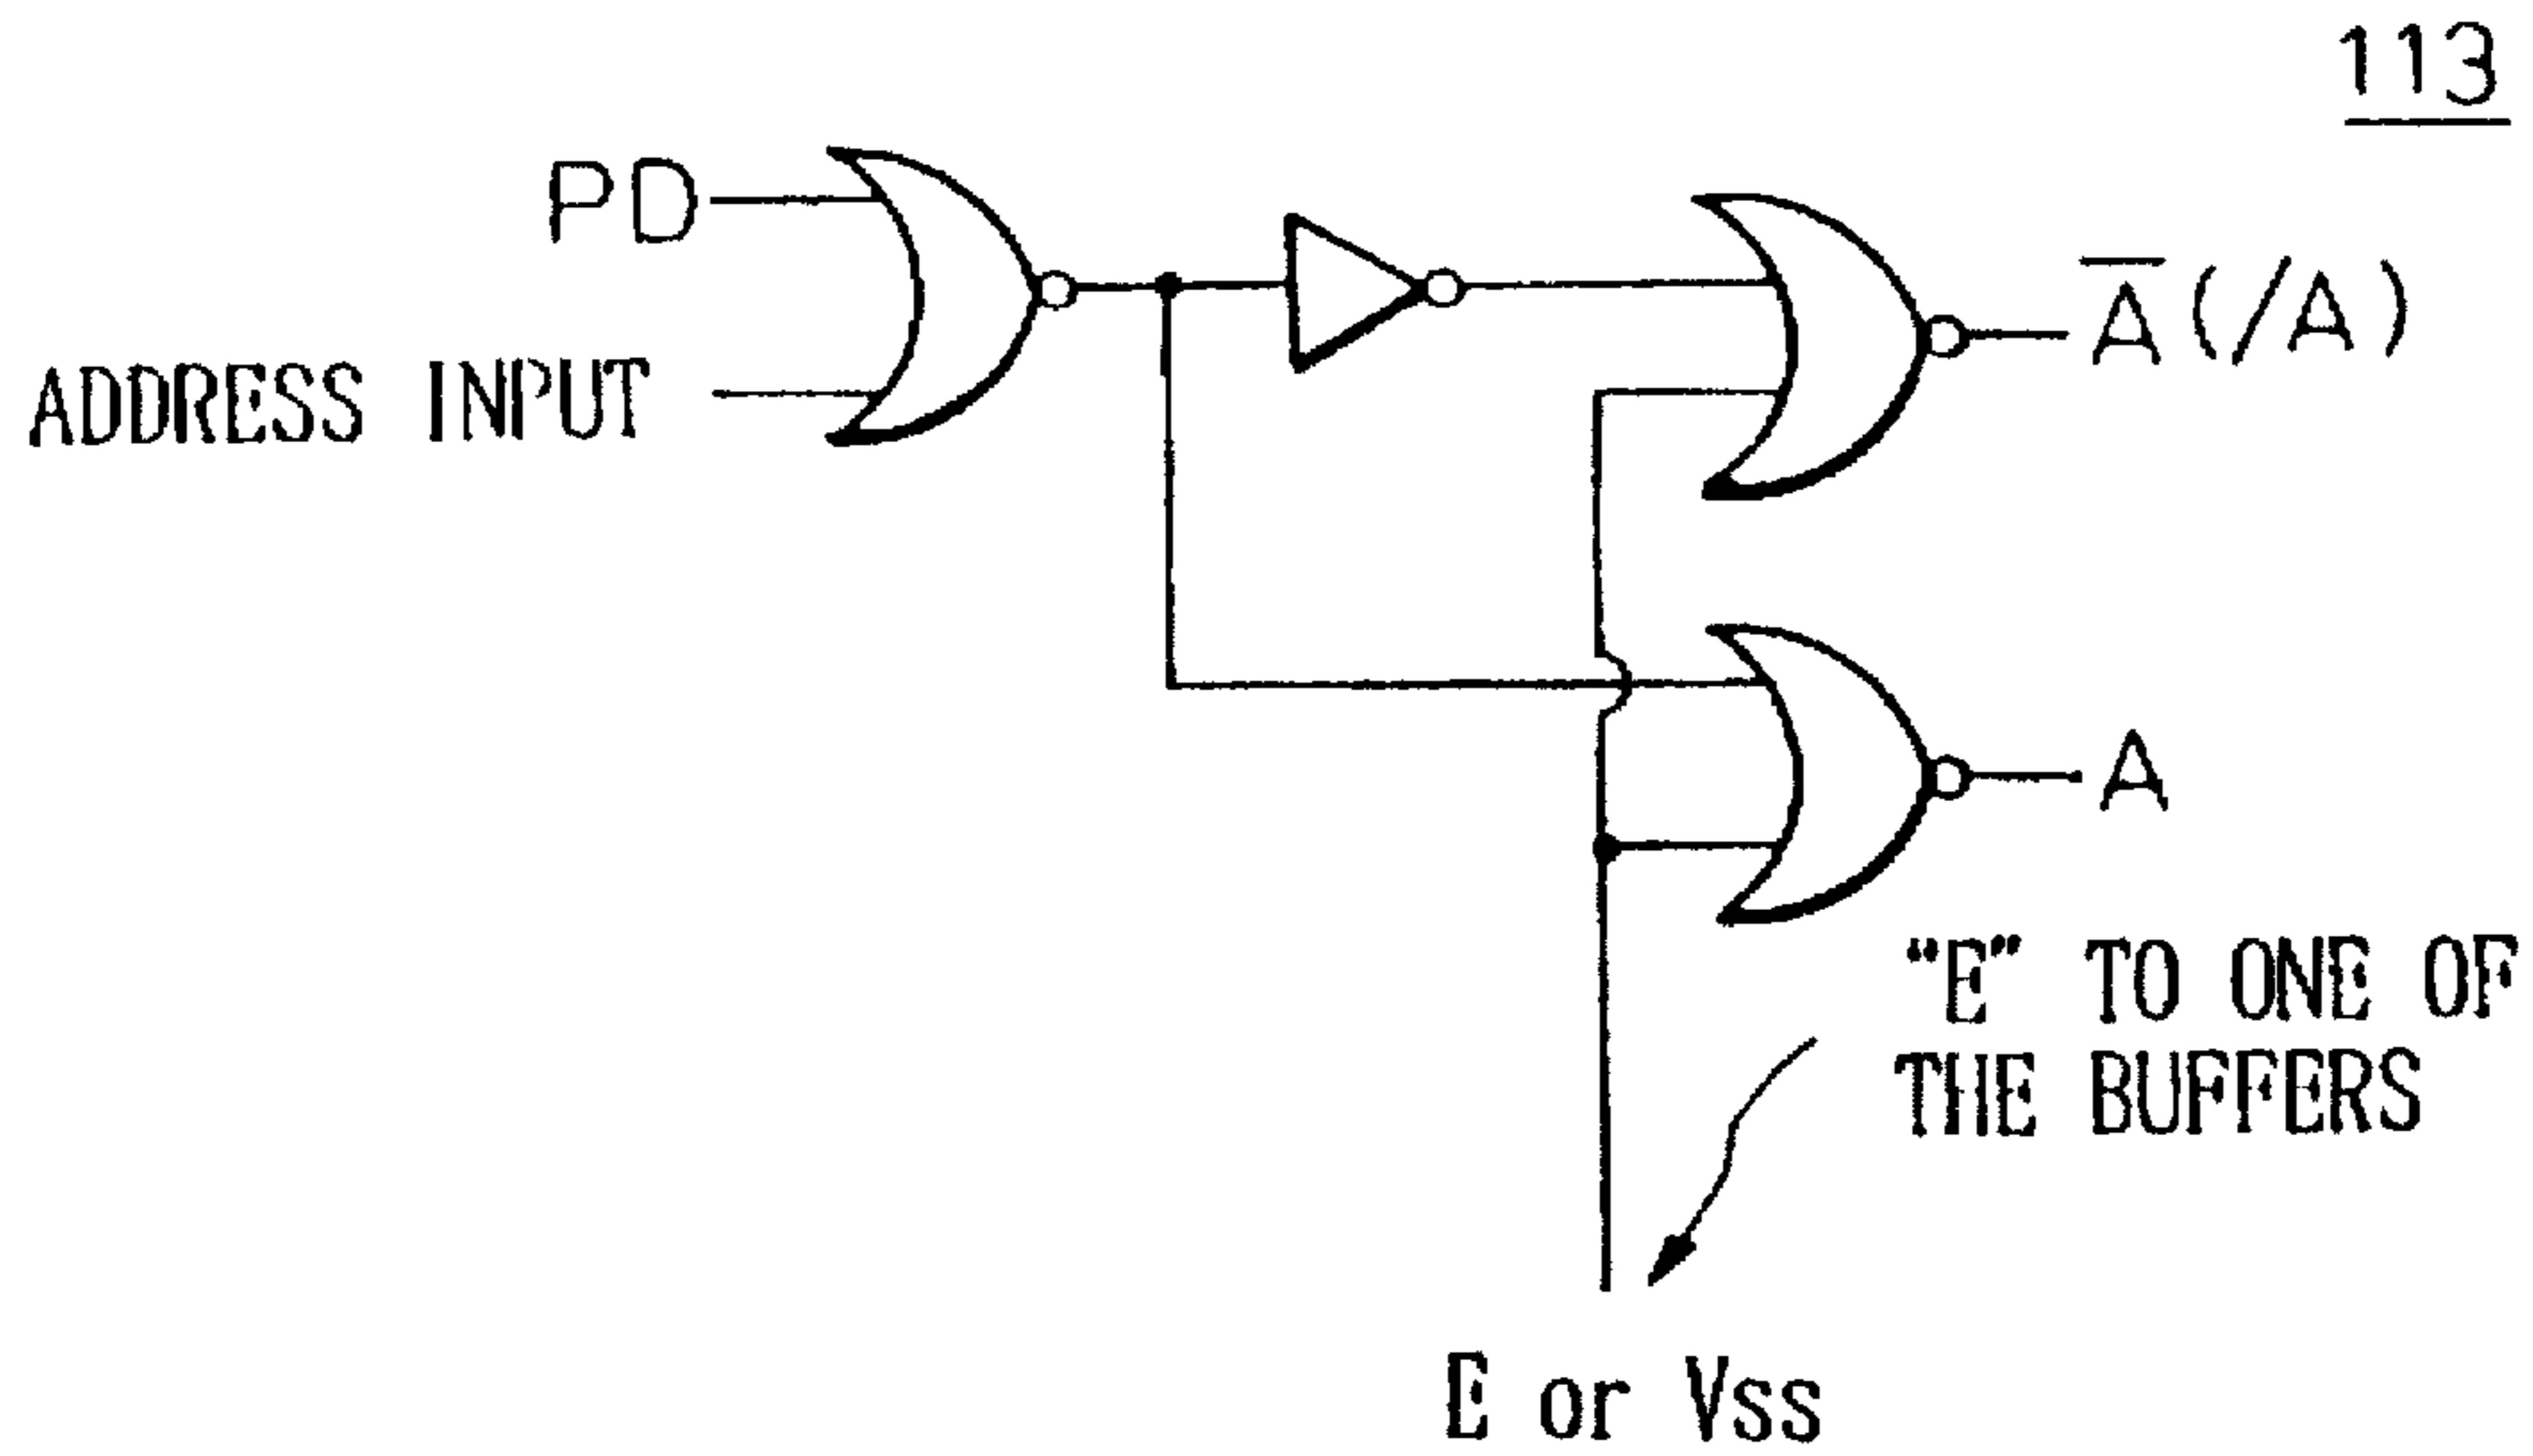 113
PD
ADDRESS INPUT
A̅(/A)
A
“E” TO ONE OF
THE BUFFERS
E or Vss